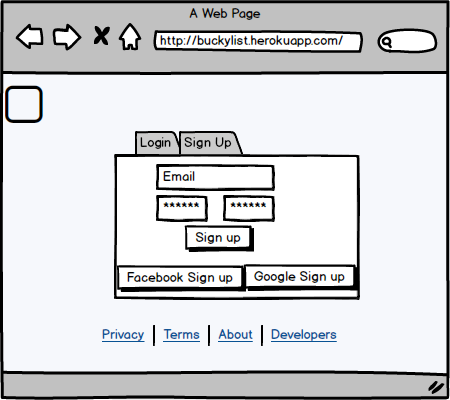 A Web Page
http://buckylist.herokuapp.com/
Login Sign Up
Email
****** ******
Sign up
Facebook Sign up Google Sign up
Privacy Terms About Developers